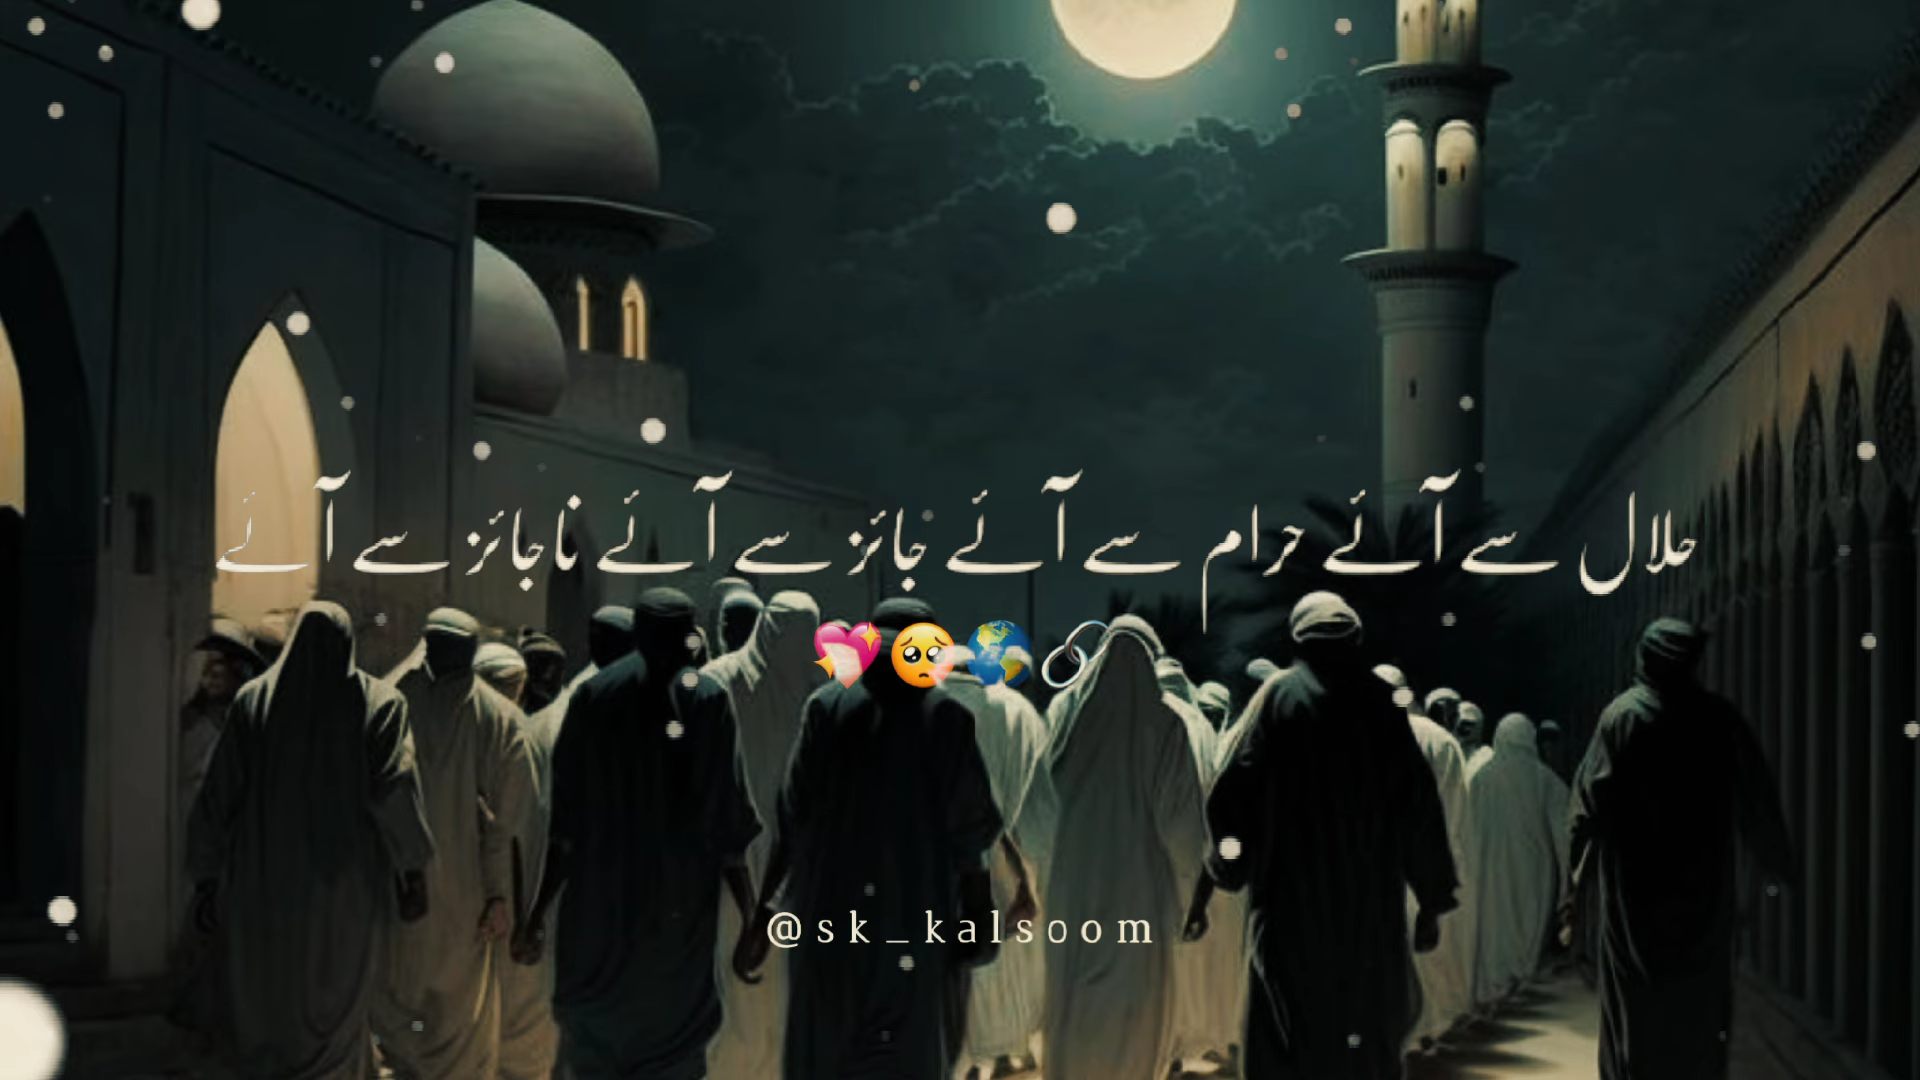 حلال سے آئے حرام سے آئے جائز سے آئے ناجائز سے آئے
💖🥺🌎🔗
@sk_kalsoom